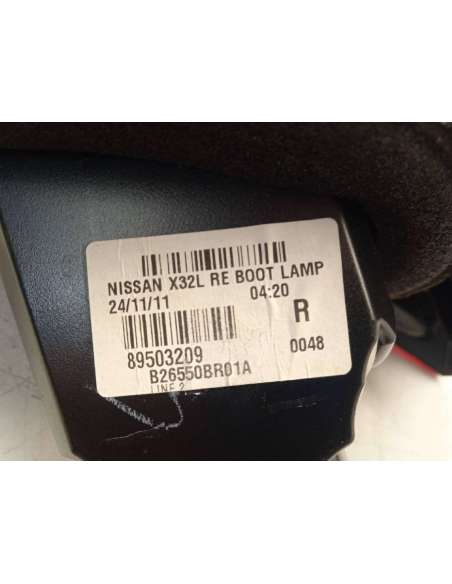 NISSAN X32L RE BOOT LAMP
24/11/11 04:20
R
89503209 0048
B26550BR01A
LINE 2